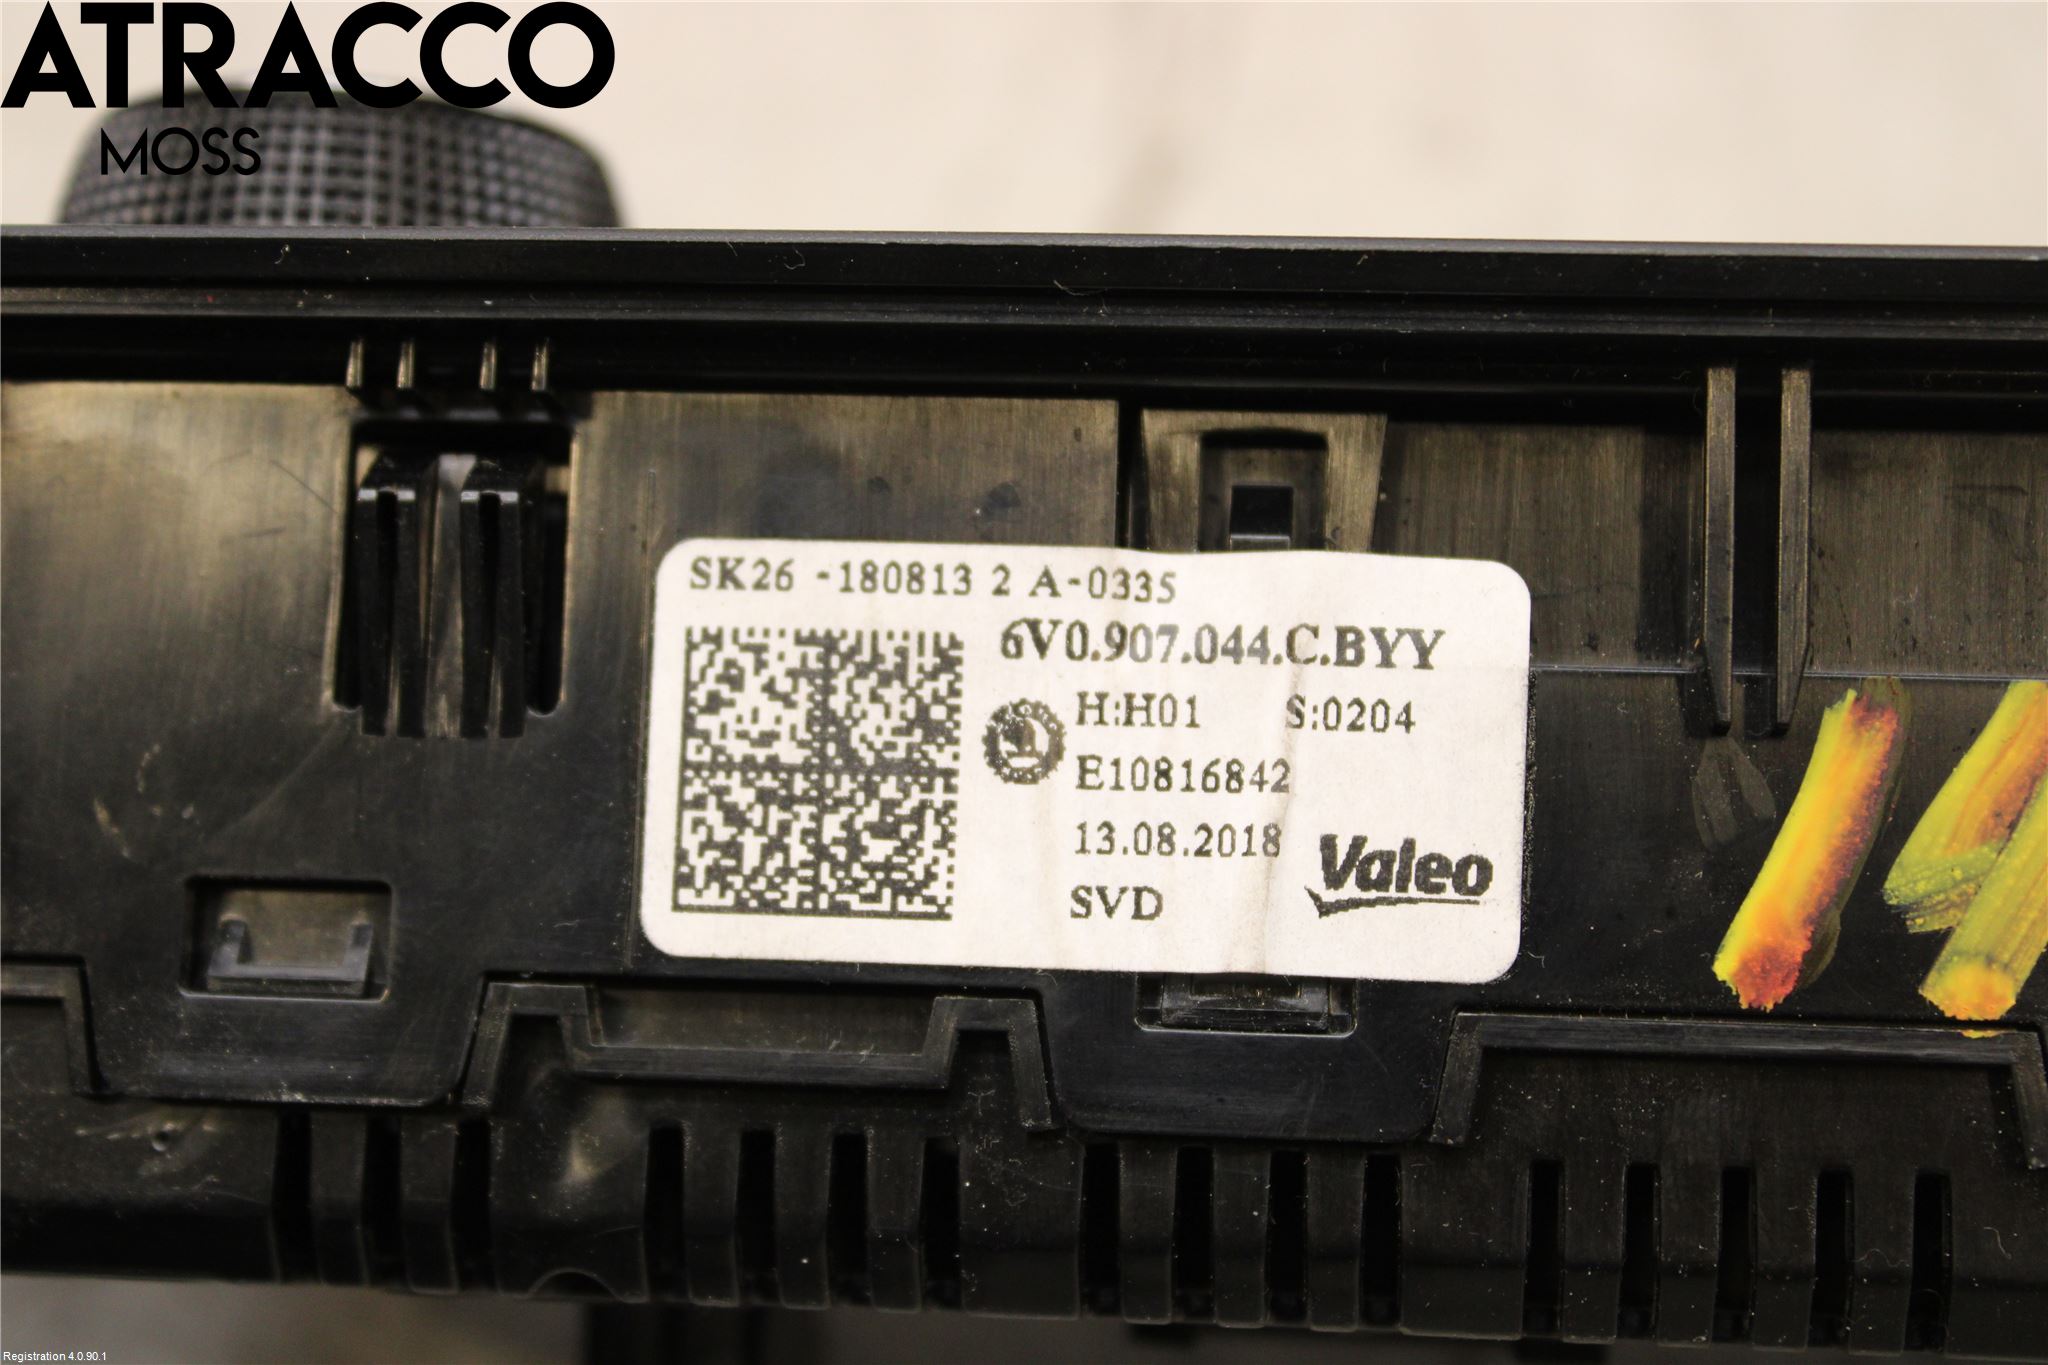 ATRACCO
MOSS
SK26 -180813 2 A-0335
6V0.907.044.C.BYY
H:H01 S:0204
E10816842
13.08.2018
SVD
Valeo
Registration 4.0.90.1